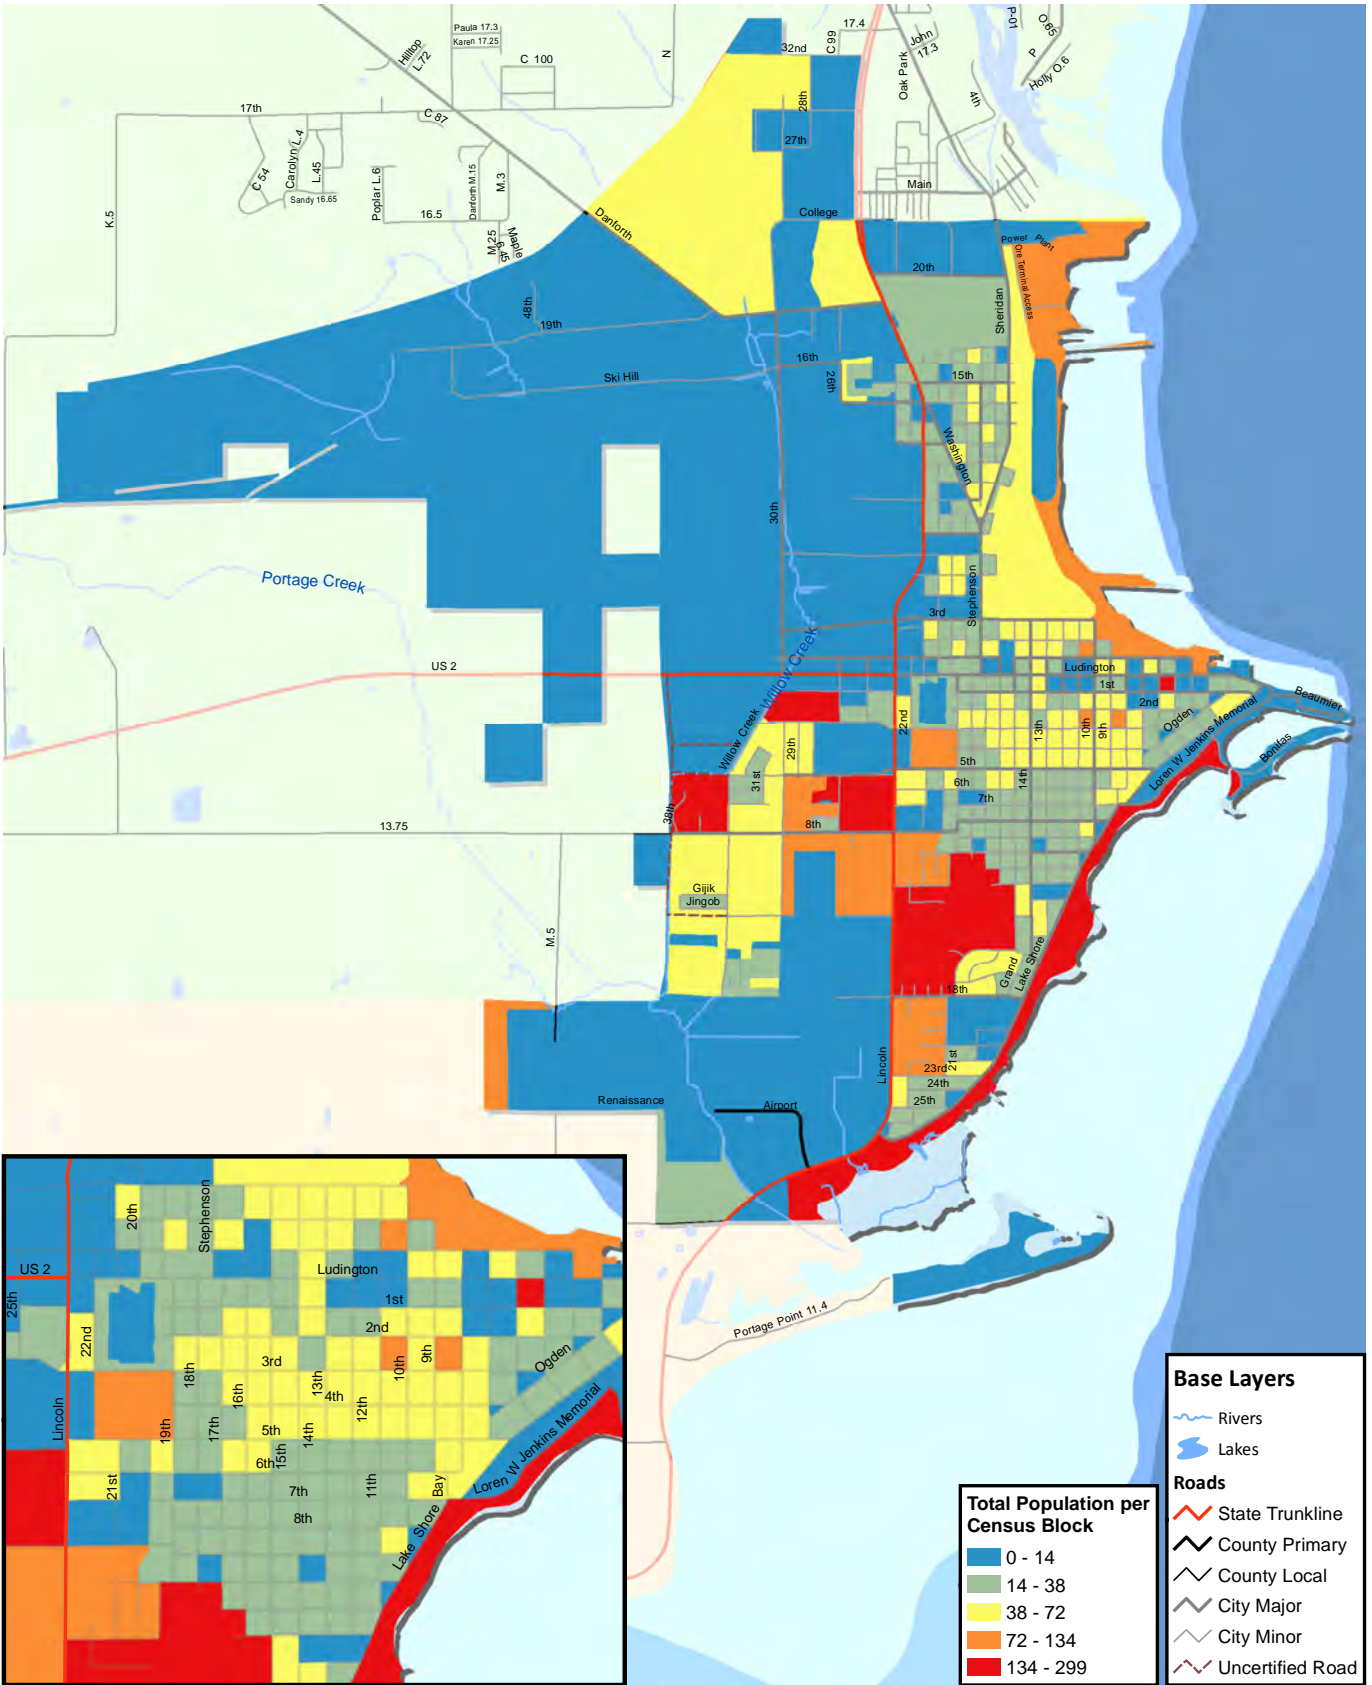 Paula 17.3
Karen 17.25
Hilltop
L.72
C 100
N
32nd
C 99
17.4
John
17.3
Oak Park
P-01
O.65
P
Holly O.6
4th
17th
C 87
28th
27th
Carolyn L.4
L.45
C 54
Sandy 16.65
Poplar L.6
Danforth M.15
M.3
16.5
M.25
Maple
6.45
K.5
Danforth
College
Main
Power Plant
Ore Terminal Access
20th
Sheridan
48th
19th
16th
Ski Hill
26th
15th
Washington
30th
Portage Creek
Stephenson
3rd
Willow Creek
US 2
Ludington
1st
2nd
Beaumier
Ogden
Loren W Jenkins Memorial
Bonifas
22nd
13th
10th
9th
Willow Creek
29th
31st
5th
6th
14th
7th
38th
8th
13.75
Gijik
Jingob
M.5
Grand
Lake Shore
18th
Lincoln
21st
23rd
24th
25th
Renaissance
Airport
Portage Point 11.4
20th
Stephenson
US 2
Ludington
25th
1st
22nd
2nd
3rd
18th
16th
13th
4th
12th
10th
9th
Ogden
Lincoln
19th
17th
5th
14th
15th
6th
21st
7th
11th
8th
Bay
Lake Shore
Loren W Jenkins Memorial
Total Population per
Census Block
0 - 14
14 - 38
38 - 72
72 - 134
134 - 299
Base Layers
Rivers
Lakes
Roads
State Trunkline
County Primary
County Local
City Major
City Minor
Uncertified Road